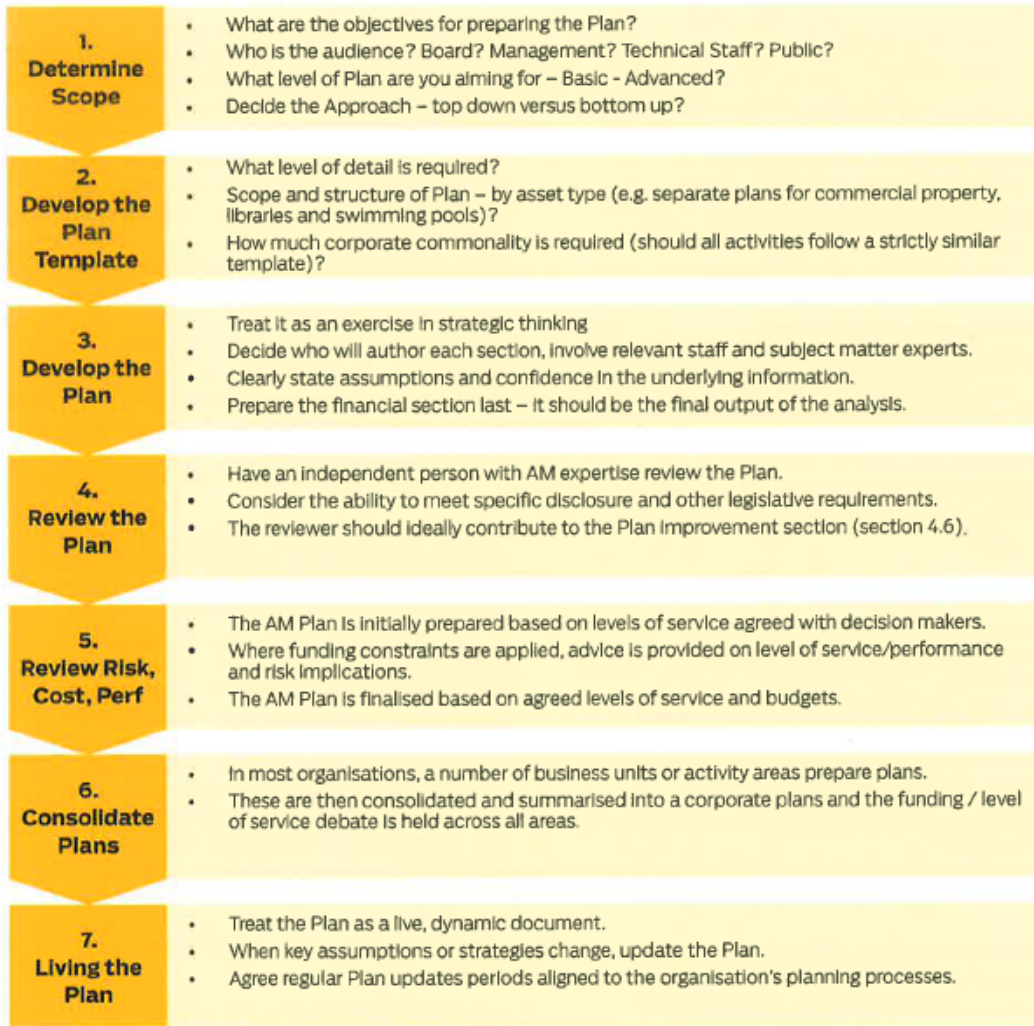 1.
Determine
Scope
• What are the objectives for preparing the Plan?
• Who is the audience? Board? Management? Technical Staff? Public?
• What level of Plan are you aiming for – Basic - Advanced?
• Decide the Approach – top down versus bottom up?
2.
Develop the
Plan
Template
• What level of detail is required?
• Scope and structure of Plan – by asset type (e.g. separate plans for commercial property,
libraries and swimming pools)?
• How much corporate commonality is required (should all activities follow a strictly similar
template)?
3.
Develop the
Plan
• Treat it as an exercise in strategic thinking
• Decide who will author each section, involve relevant staff and subject matter experts.
• Clearly state assumptions and confidence in the underlying information.
• Prepare the financial section last – it should be the final output of the analysis.
4.
Review the
Plan
• Have an independent person with AM expertise review the Plan.
• Consider the ability to meet specific disclosure and other legislative requirements.
• The reviewer should ideally contribute to the Plan Improvement section (section 4.6).
5.
Review Risk,
Cost, Perf
• The AM Plan is initially prepared based on levels of service agreed with decision makers.
• Where funding constraints are applied, advice is provided on level of service/performance
and risk implications.
• The AM Plan is finalised based on agreed levels of service and budgets.
6.
Consolidate
Plans
• In most organisations, a number of business units or activity areas prepare plans.
• These are then consolidated and summarised into a corporate plans and the funding / level
of service debate is held across all areas.
7.
Living the
Plan
• Treat the Plan as a live, dynamic document.
• When key assumptions or strategies change, update the Plan.
• Agree regular Plan updates periods aligned to the organisation's planning processes.